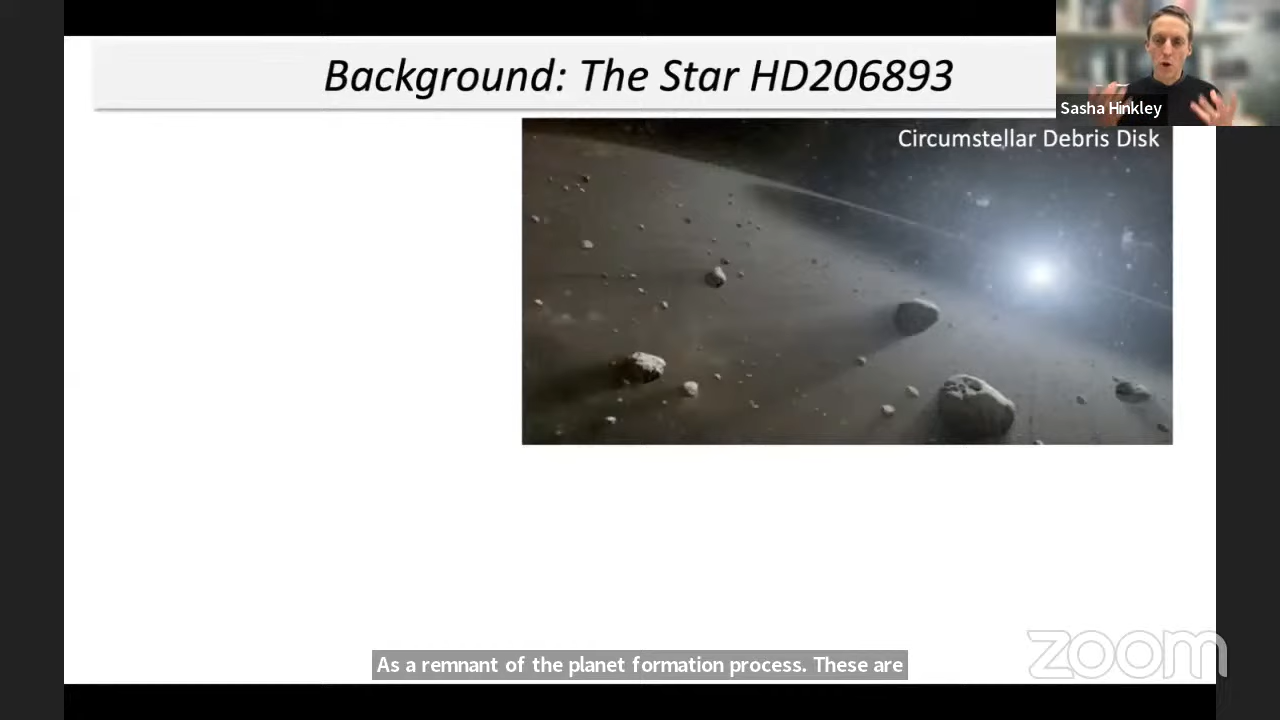 Background: The Star HD206893
Sasha Hinkley
Circumstellar Debris Disk
As a remnant of the planet formation process. These are
zoom